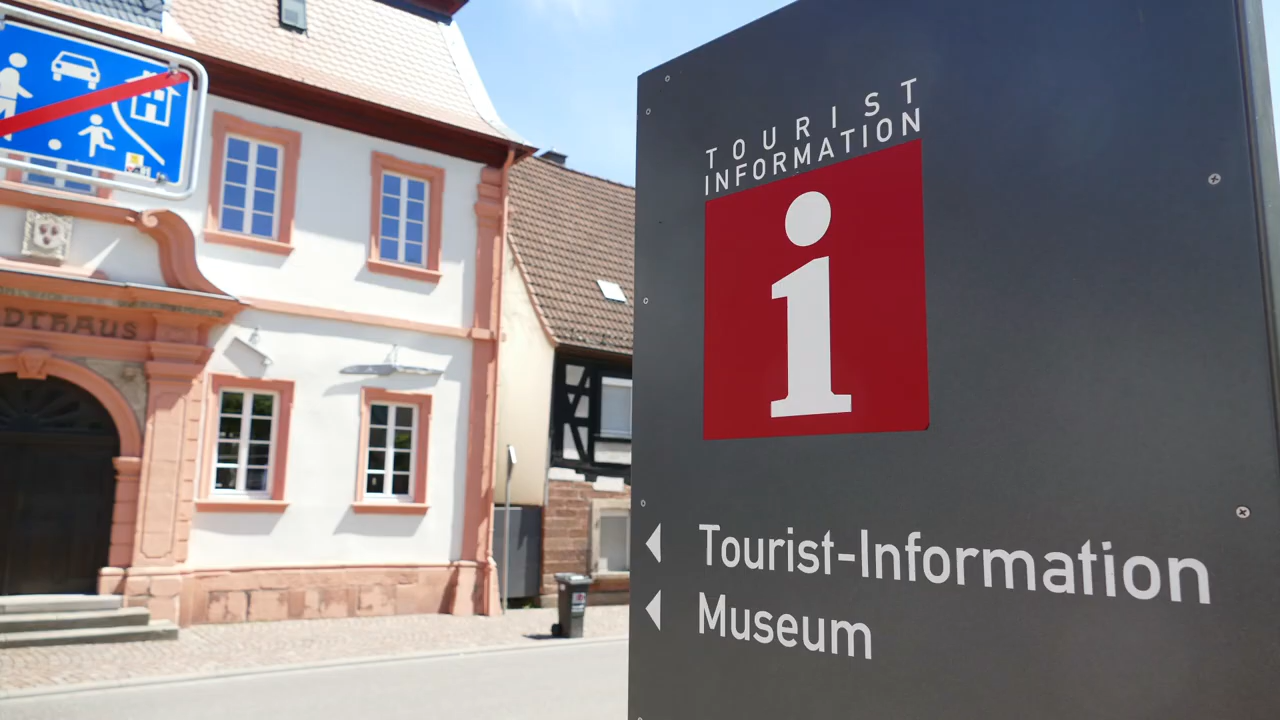 DTHAUS
TOURIST
INFORMATION
i
Tourist-Information
Museum